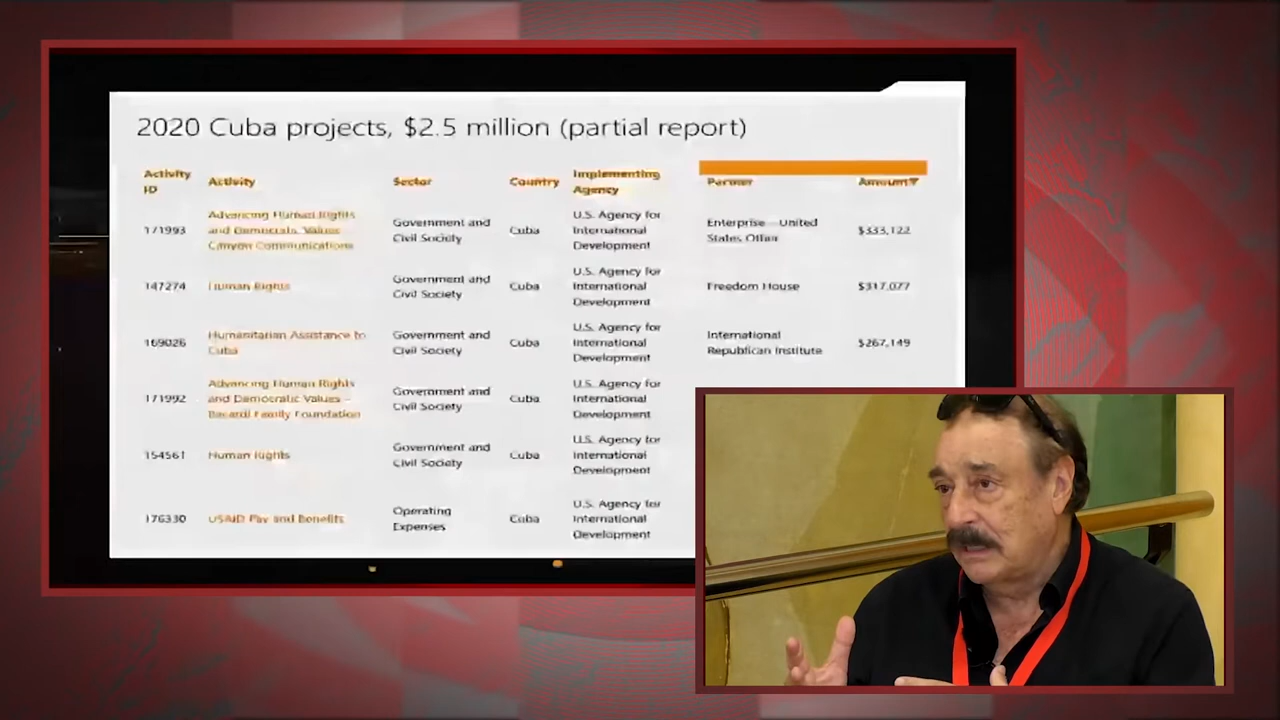 2020 Cuba projects, $2.5 million (partial report)
Activity ID Activity Sector Country Implementing Agency Partner Amount▼
171993 Advancing Human Rights and Democratic Values Canyon Communications Government and Civil Society Cuba U.S. Agency for International Development Enterprise - United States Other $333,122
147274 Human Rights Government and Civil Society Cuba U.S. Agency for International Development Freedom House $317,077
169026 Humanitarian Assistance to Cuba Government and Civil Society Cuba U.S. Agency for International Development International Republican Institute $267,149
171992 Advancing Human Rights and Democratic Values - Bacardi Family Foundation Government and Civil Society Cuba U.S. Agency for International Development
154561 Human Rights Government and Civil Society Cuba U.S. Agency for International Development
176330 USAID Pay and Benefits Operating Expenses Cuba U.S. Agency for International Development